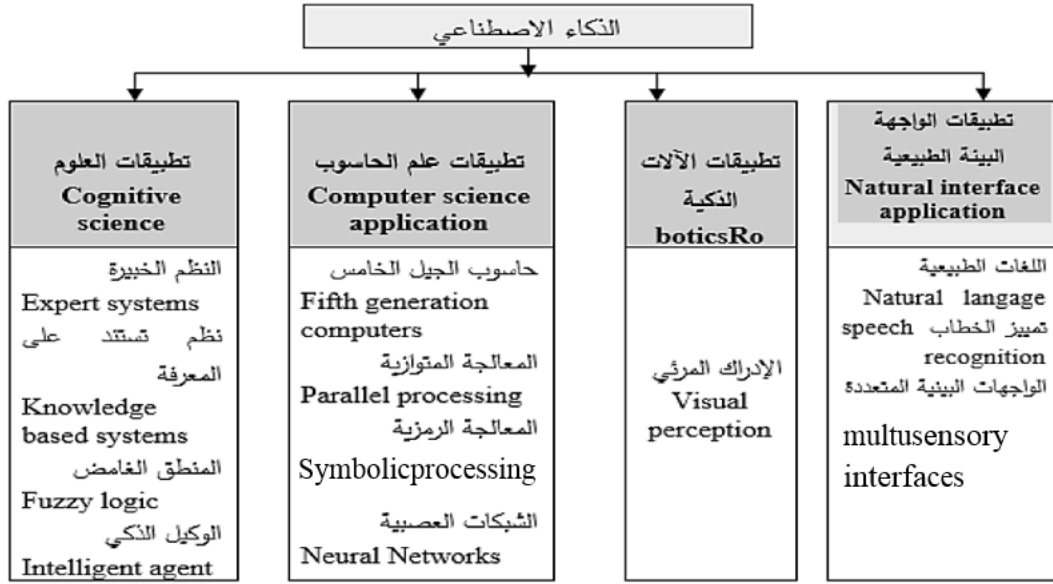 الذكاء الاصطناعي
تطبيقات العلوم
Cognitive
science
النظم الخبيرة
Expert systems
نظم تستند على
المعرفة
Knowledge
based systems
المنطق الغامض
Fuzzy logic
الوكيل الذكي
Intelligent agent
تطبيقات علم الحاسوب
Computer science
application
حاسوب الجيل الخامس
Fifth generation
computers
المعالجة المتوازية
Parallel processing
المعالجة الرمزية
Symbolicprocessing
الشبكات العصبية
Neural Networks
تطبيقات الآلات
الذكية
boticsRo
الإدراك المرئي
Visual
perception
تطبيقات الواجهة
البينة الطبيعية
Natural interface
application
اللغات الطبيعية
Natural langage
تمييز الخطاب speech
recognition
الواجهات البينية المتعددة
multusensory
interfaces